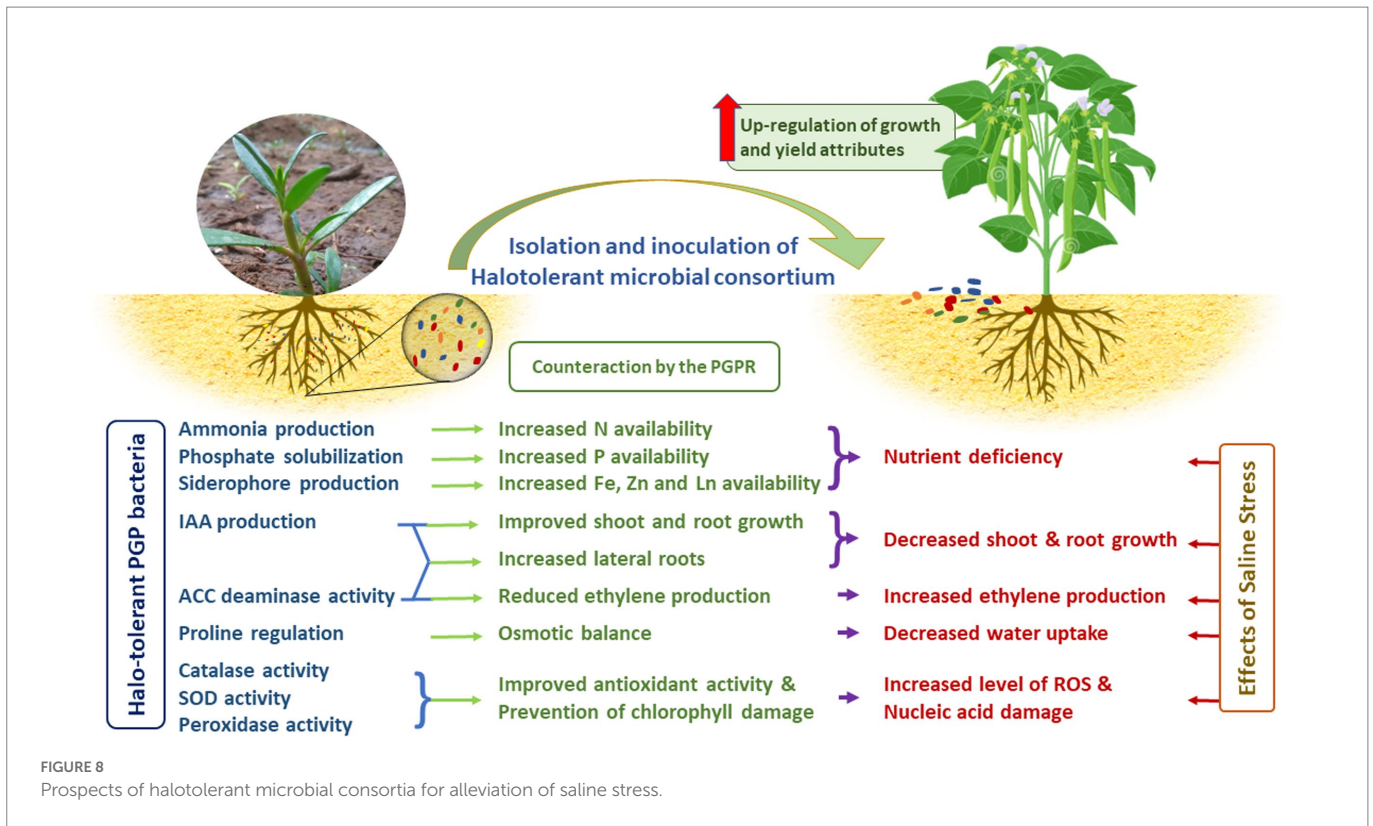 Up-regulation of growth
and yield attributes
Isolation and inoculation of
Halotolerant microbial consortium
Counteraction by the PGPR
Halo-tolerant PGP bacteria
Ammonia production
Increased N availability
Phosphate solubilization
Increased P availability
Nutrient deficiency
Siderophore production
Increased Fe, Zn and Ln availability
IAA production
Improved shoot and root growth
Decreased shoot & root growth
Increased lateral roots
ACC deaminase activity
Reduced ethylene production
Increased ethylene production
Proline regulation
Osmotic balance
Decreased water uptake
Catalase activity
SOD activity
Peroxidase activity
Improved antioxidant activity &
Prevention of chlorophyll damage
Increased level of ROS &
Nucleic acid damage
Effects of Saline Stress
FIGURE 8
Prospects of halotolerant microbial consortia for alleviation of saline stress.